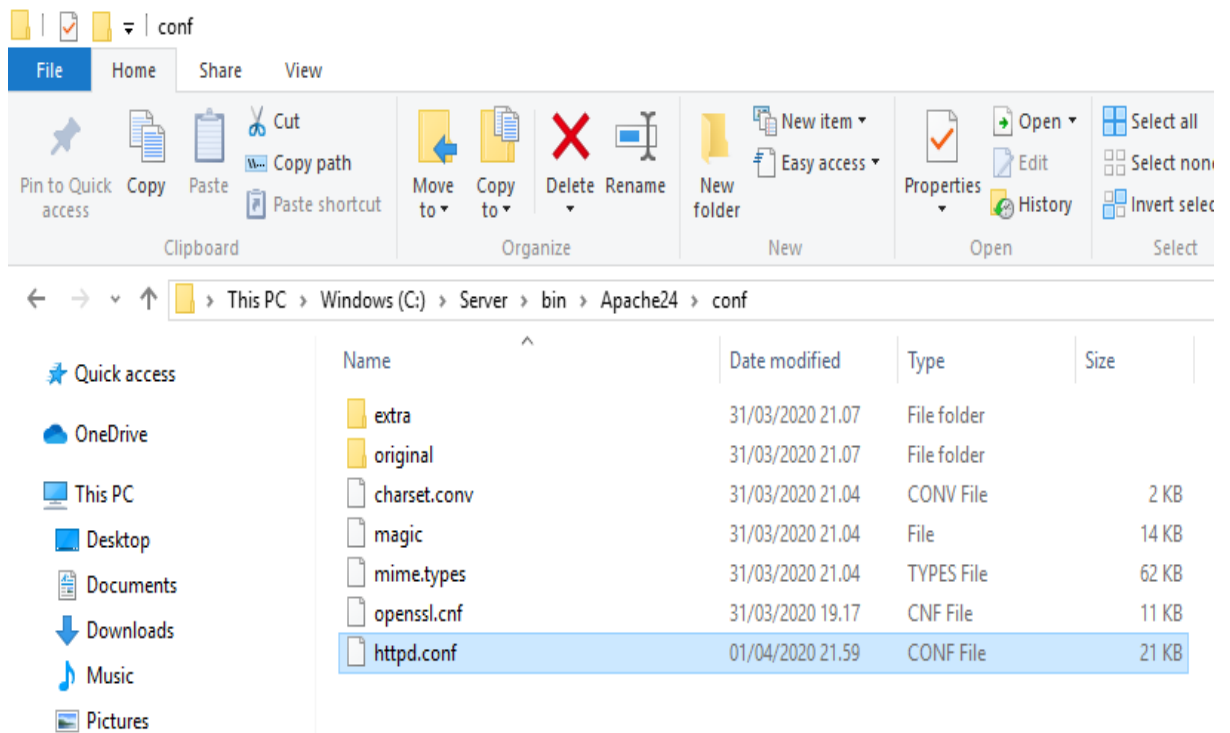 conf
File Home Share View
Pin to Quick access
Copy
Paste
Cut
Copy path
Paste shortcut
Clipboard
Move to
Copy to
Delete
Rename
Organize
New folder
New item
Easy access
New
Properties
Open
Edit
History
Open
Select all
Select non
Invert selec
Select
This PC > Windows (C:) > Server > bin > Apache24 > conf
Quick access
OneDrive
This PC
Desktop
Documents
Downloads
Music
Pictures
Name Date modified Type Size
extra 31/03/2020 21.07 File folder
original 31/03/2020 21.07 File folder
charset.conv 31/03/2020 21.04 CONV File 2 KB
magic 31/03/2020 21.04 File 14 KB
mime.types 31/03/2020 21.04 TYPES File 62 KB
openssl.cnf 31/03/2020 19.17 CNF File 11 KB
httpd.conf 01/04/2020 21.59 CONF File 21 KB